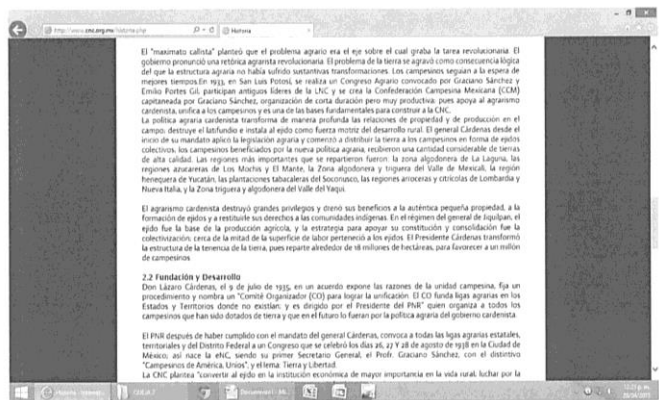 http://www.cnc.org.mx/historia.php
Historia
El "maximato callista" planteó que el problema agrario era el eje sobre el cual giraba la tarea revolucionaria. El
gobierno pronunció una retórica agrarista revolucionaria. El problema de la tierra se agravó como consecuencia lógica
del que la estructura agraria no había sufrido sustantivas transformaciones. Los campesinos seguían a la espera de
mejores tiempos. En 1933, en San Luis Potosí, se realiza un Congreso Agrario convocado por Graciano Sánchez y
Emilio Portes Gil, participan antiguos líderes de la LNC y se crea la Confederación Campesina Mexicana (CCM)
capitaneada por Graciano Sánchez, organización de corta duración pero muy productiva: pues apoya al agrarismo
cardenista, unifica a los campesinos y es una de las bases fundamentales para construir a la CNC.
La política agraria cardenista transforma de manera profunda las relaciones de propiedad y de producción en el
campo: destruye el latifundio e instala al ejido como fuerza motriz del desarrollo rural. El general Cárdenas desde el
inicio de su mandato aplicó la legislación agraria y comenzó a distribuir la tierra a los campesinos en forma de ejidos
colectivos, los campesinos beneficiados por la nueva política agraria, recibieron una cantidad considerable de tierras
de alta calidad. Las regiones más importantes que se repartieron fueron: la zona algodonera de La Laguna, las
regiones azucareras de Los Mochis y El Mante, la Zona algodonera y triguera del Valle de Mexicali, la región
henequera de Yucatán, las plantaciones tabacaleras del Soconusco, las regiones arroceras y citrícolas de Lombardia y
Nueva Italia, y la Zona triguera y algodonera del Valle del Yaqui.
El agrarismo cardenista destruyó grandes privilegios y drenó sus beneficios a la auténtica pequeña propiedad, a la
formación de ejidos y a restituirle sus derechos a las comunidades indígenas. En el régimen del general de Jiquilpan, el
ejido fue la base de la producción agrícola, y la estrategia para apoyar su constitución y consolidación fue la
colectivización; cerca de la mitad de la superficie de labor perteneció a los ejidos. El Presidente Cárdenas transformó
la estructura de la tenencia de la tierra, pues reparte alrededor de 18 millones de hectáreas, para favorecer a un millón
de campesinos.
2.2 Fundación y Desarrollo
Don Lázaro Cárdenas, el 9 de julio de 1935, en un acuerdo expone las razones de la unidad campesina, fija un
procedimiento y nombra un "Comité Organizador (CO) para lograr la unificación. El CO funda ligas agrarias en los
Estados y Territorios donde no existían: y es dirigido por el Presidente del PNR" quien organiza a todos los
campesinos que han sido dotados de tierra y que en el futuro lo fueran por la política agraria del gobierno cardenista.
El PNR después de haber cumplido con el mandato del general Cárdenas, convoca a todas las ligas agrarias estatales,
territoriales y del Distrito Federal a un Congreso que se celebró los días 26, 27 Y 28 de agosto de 1938 en la Ciudad de
México; así nace la eNC, siendo su primer Secretario General, el Profr. Graciano Sánchez, con el distintivo
"Campesinos de América, Uníos"; y el lema: Tierra y Libertad.
La CNC plantea "convertir al ejido en la institución económica de mayor importancia en la vida rural, luchar por la